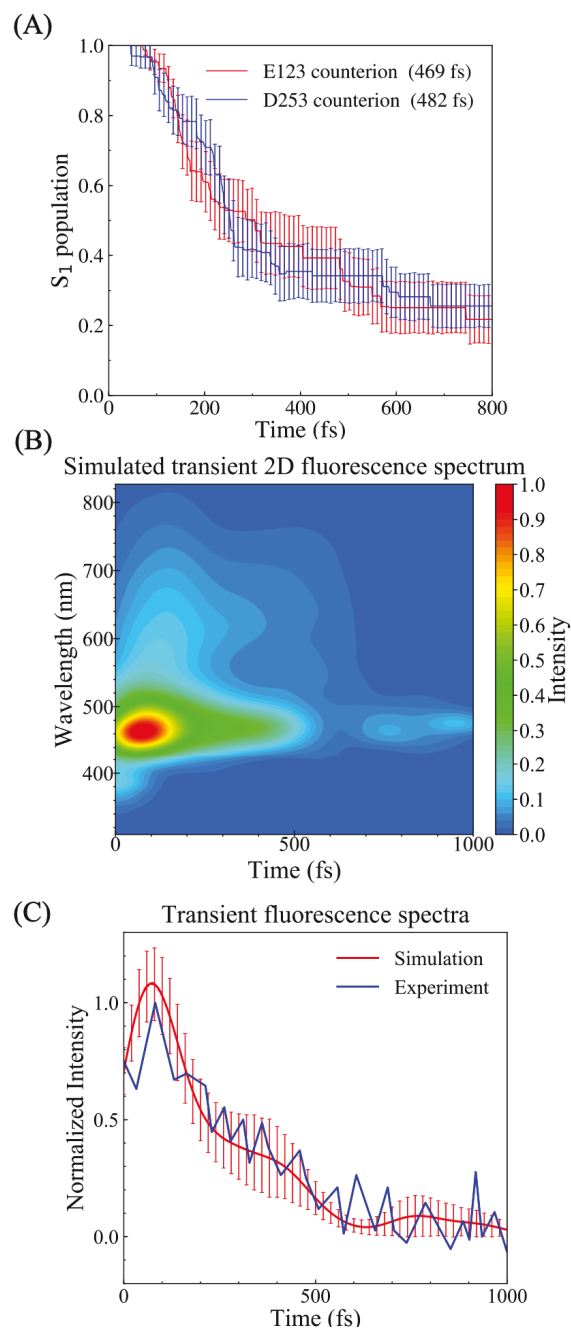 (A)
1.0
0.8
0.6
0.4
0.2
0.0
S1 population
E123 counterion (469 fs)
D253 counterion (482 fs)
0 200 400 600 800
Time (fs)
(B)
Simulated transient 2D fluorescence spectrum
800
700
600
500
400
Wavelength (nm)
0 500 1000
Time (fs)
1.0
0.9
0.8
0.7
0.6
0.5
0.4
0.3
0.2
0.1
0.0
Intensity
(C)
Transient fluorescence spectra
Simulation
Experiment
1.0
0.5
0.0
Normalized Intensity
0 500 1000
Time (fs)